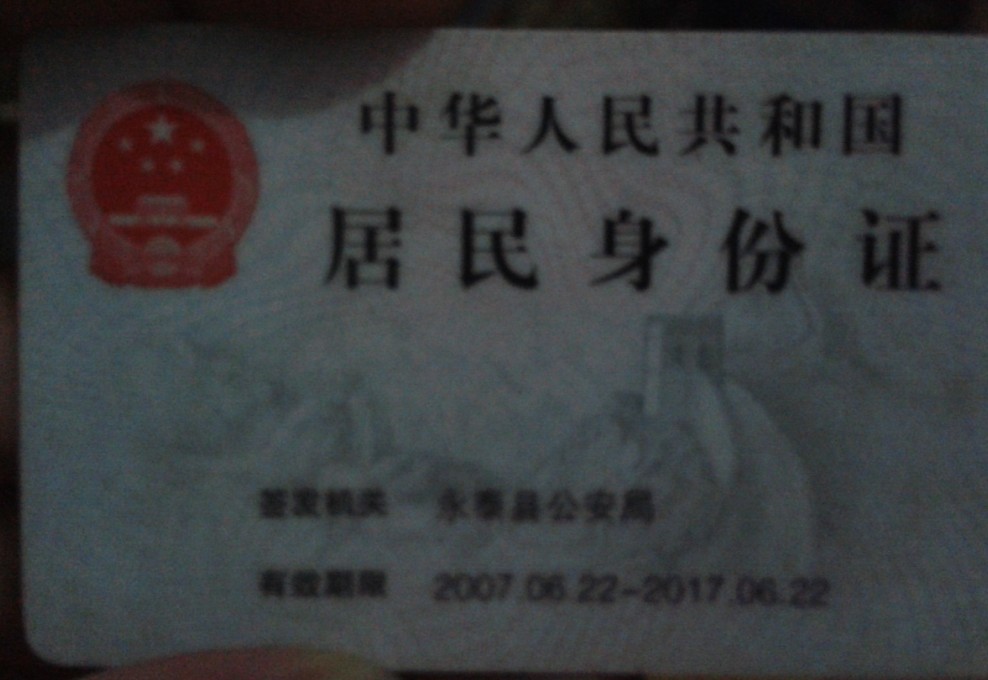 中华人民共和国
居民身份证
签发机关 永泰县公安局
有效期限 2007.06.22-2017.06.22